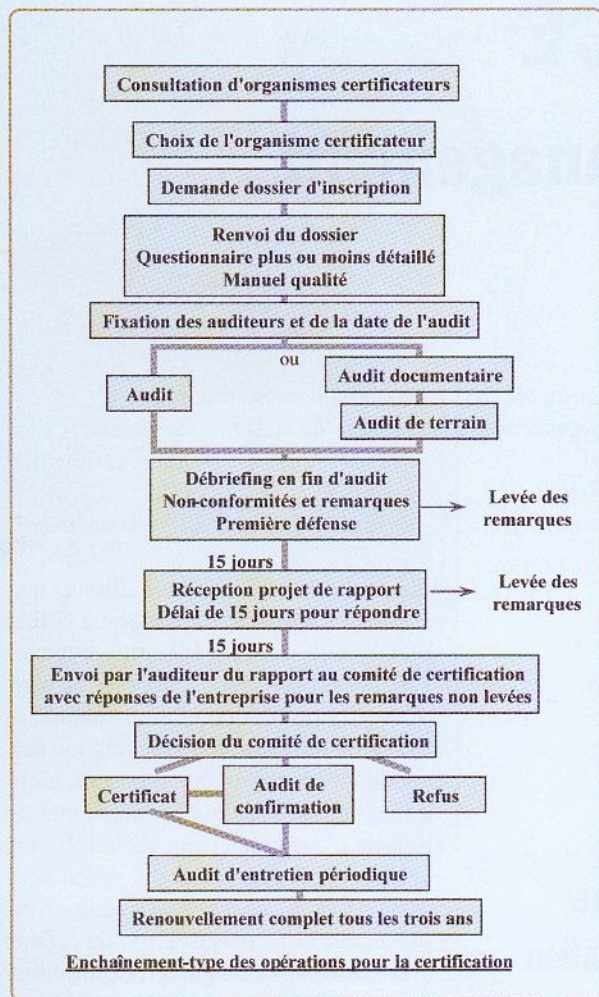 Consultation d'organismes certificateurs
Choix de l'organisme certificateur
Demande dossier d'inscription
Renvoi du dossier
Questionnaire plus ou moins détaillé
Manuel qualité
Fixation des auditeurs et de la date de l'audit
ou
Audit
Audit documentaire
Audit de terrain
Débriefing en fin d'audit
Non-conformités et remarques
Première défense
Levée des
remarques
15 jours
Réception projet de rapport
Délai de 15 jours pour répondre
Levée des
remarques
15 jours
Envoi par l'auditeur du rapport au comité de certification
avec réponses de l'entreprise pour les remarques non levées
Décision du comité de certification
Certificat
Audit de
confirmation
Refus
Audit d'entretien périodique
Renouvellement complet tous les trois ans
Enchaînement-type des opérations pour la certification